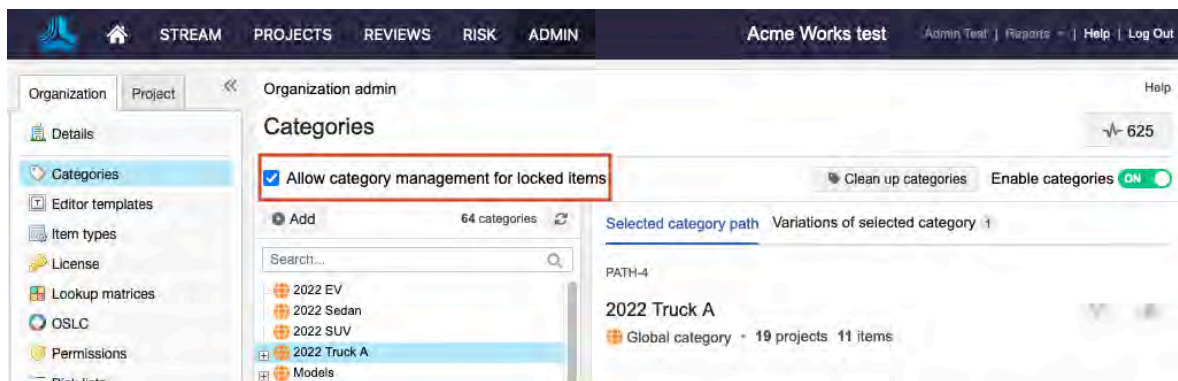 STREAM PROJECTS REVIEWS RISK ADMIN Acme Works test Admin Test | Reports | Help | Log Out
Organization Project Organization admin Help
Details Categories 625
Categories Allow category management for locked items Clean up categories Enable categories ON
Editor templates Add 64 categories Selected category path Variations of selected category 1
Item types
License Search... PATH-4
Lookup matrices 2022 EV
OSLC 2022 Sedan 2022 Truck A
2022 SUV Global category • 19 projects 11 items
Permissions 2022 Truck A
Models